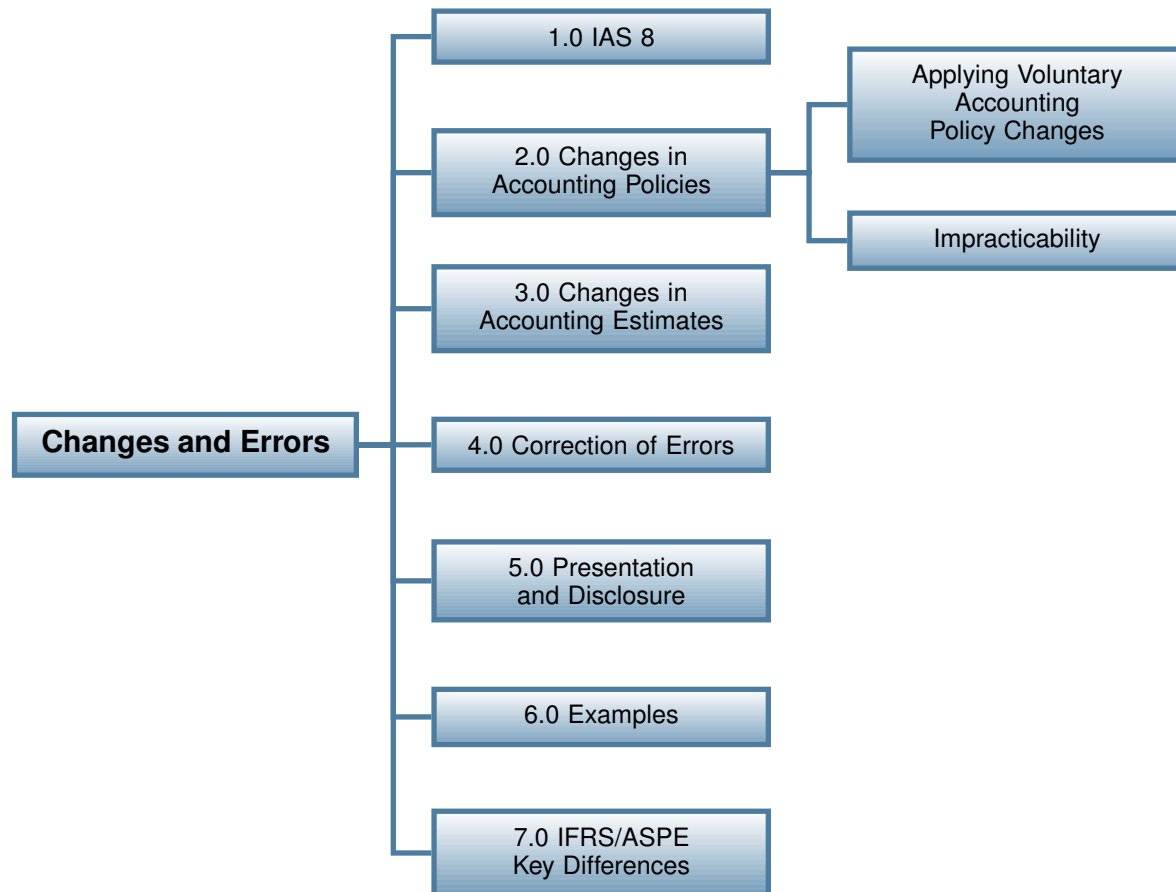 1.0 IAS 8
2.0 Changes in
Accounting Policies
Applying Voluntary
Accounting
Policy Changes
Impracticability
3.0 Changes in
Accounting Estimates
Changes and Errors
4.0 Correction of Errors
5.0 Presentation
and Disclosure
6.0 Examples
7.0 IFRS/ASPE
Key Differences